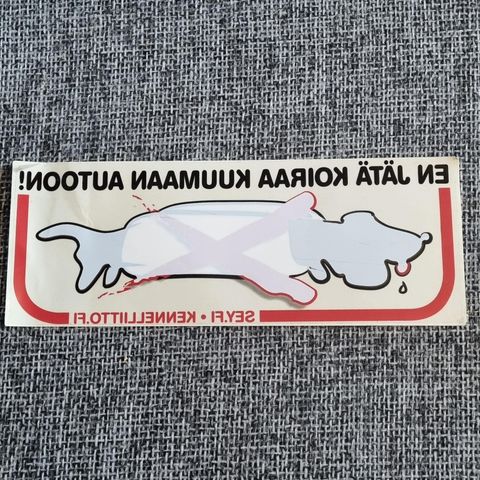 EN JÄTÄ KOIRAA KUUMAAN AUTOON!
SEY.FI • KENNELLIITTO.FI